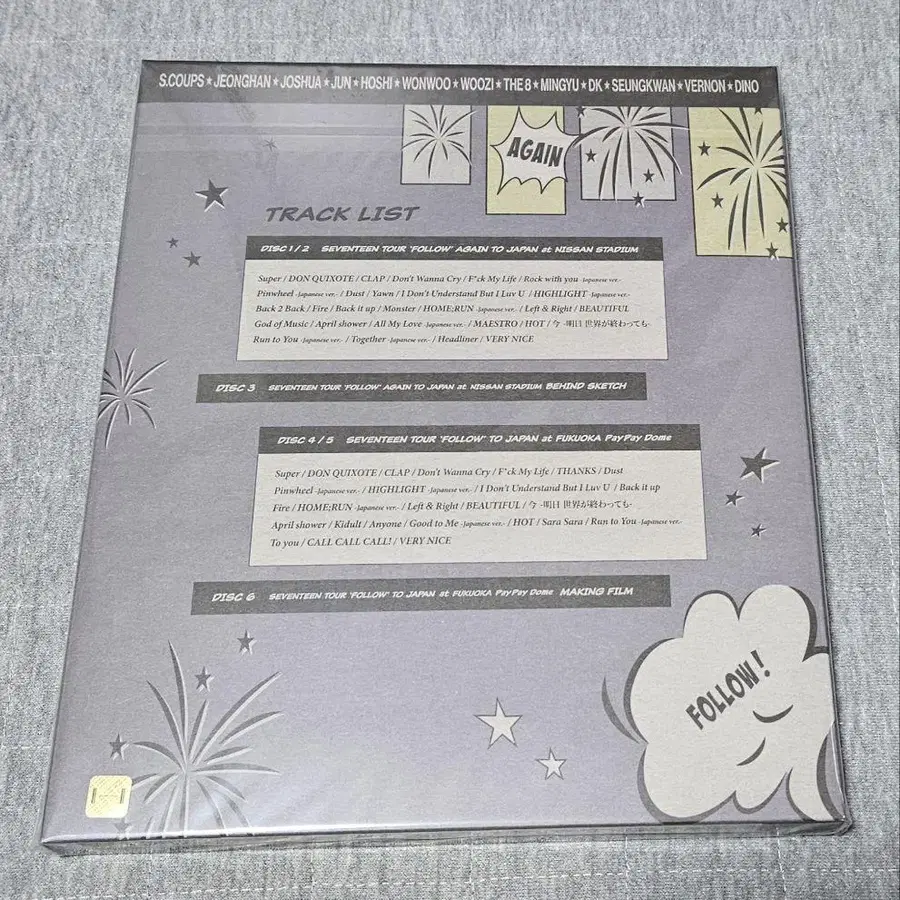 S.COUPS★JEONGHAN★JOSHUA★JUN★HOSHI★WONWOO★WOOZI★THE 8★MINGYU★DK★SEUNGKWAN★VERNON★DINO
AGAIN
TRACK LIST
DISC 1 / 2 SEVENTEEN TOUR 'FOLLOW' AGAIN TO JAPAN at NISSAN STADIUM
Super / DON QUIXOTE / CLAP / Don't Wanna Cry / F*ck My Life / Rock with you -Japanese ver.-
Pinwheel -Japanese ver.- / Dust / Yawn / I Don't Understand But I Luv U / HIGHLIGHT -Japanese ver.-
Back 2 Back / Fire / Back it up / Monster / HOME;RUN -Japanese ver.- / Left & Right / BEAUTIFUL
God of Music / April shower / All My Love -Japanese ver.- / MAESTRO / HOT / 今 -明日 世界が終わっても-
Run to You -Japanese ver.- / Together -Japanese ver.- / Headliner / VERY NICE
DISC 3 SEVENTEEN TOUR 'FOLLOW' AGAIN TO JAPAN at NISSAN STADIUM BEHIND SKETCH
DISC 4 / 5 SEVENTEEN TOUR 'FOLLOW' TO JAPAN at FUKUOKA PayPay Dome
Super / DON QUIXOTE / CLAP / Don't Wanna Cry / F*ck My Life / THANKS / Dust
Pinwheel -Japanese ver.- / HIGHLIGHT -Japanese ver.- / I Don't Understand But I Luv U / Back it up
Fire / HOME;RUN -Japanese ver.- / Left & Right / BEAUTIFUL / 今 -明日 世界が終わっても-
April shower / Kidult / Anyone / Good to Me -Japanese ver.- / HOT / Sara Sara / Run to You -Japanese ver.-
To you / CALL CALL CALL! / VERY NICE
DISC 6 SEVENTEEN TOUR 'FOLLOW' TO JAPAN at FUKUOKA PayPay Dome MAKING FILM
FOLLOW!